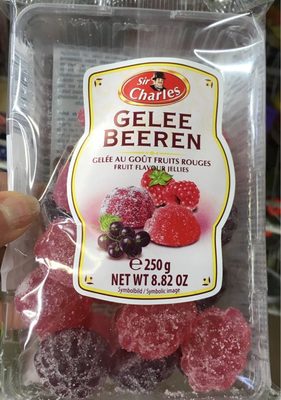 Sir
Charles
GELEE
BEEREN
GELÉE AU GOÛT FRUITS ROUGES
FRUIT FLAVOUR JELLIES
℮ 250 g
NET WT 8.82 OZ
Symbolbild / Symbolic image